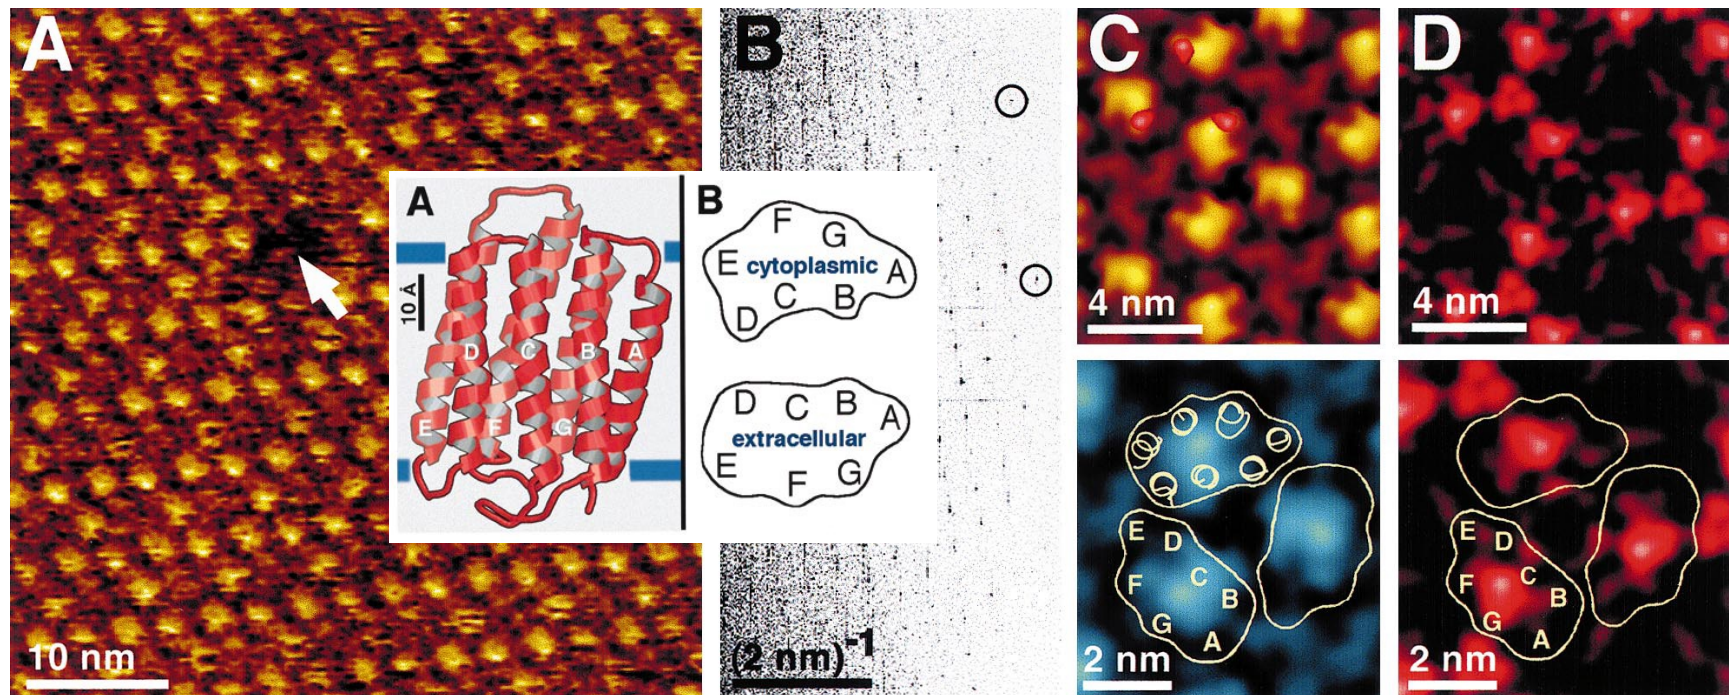 A
10 nm
A
10 Å
D C B A
E F G
B
F G
E cytoplasmic A
D C B
D C B A
extracellular
E F G
B
(2 nm)⁻¹
C
4 nm
E D
C
F B
G A
2 nm
D
4 nm
E D
C
F B
G A
2 nm